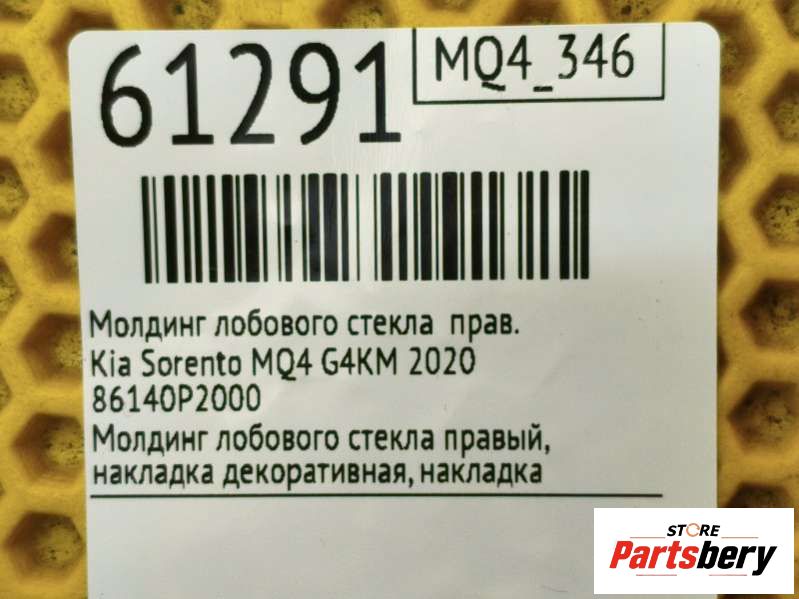 61291
MQ4_346
Молдинг лобового стекла прав.
Kia Sorento MQ4 G4KM 2020
86140P2000
Молдинг лобового стекла правый,
накладка декоративная, накладка
STORE
Partsbery